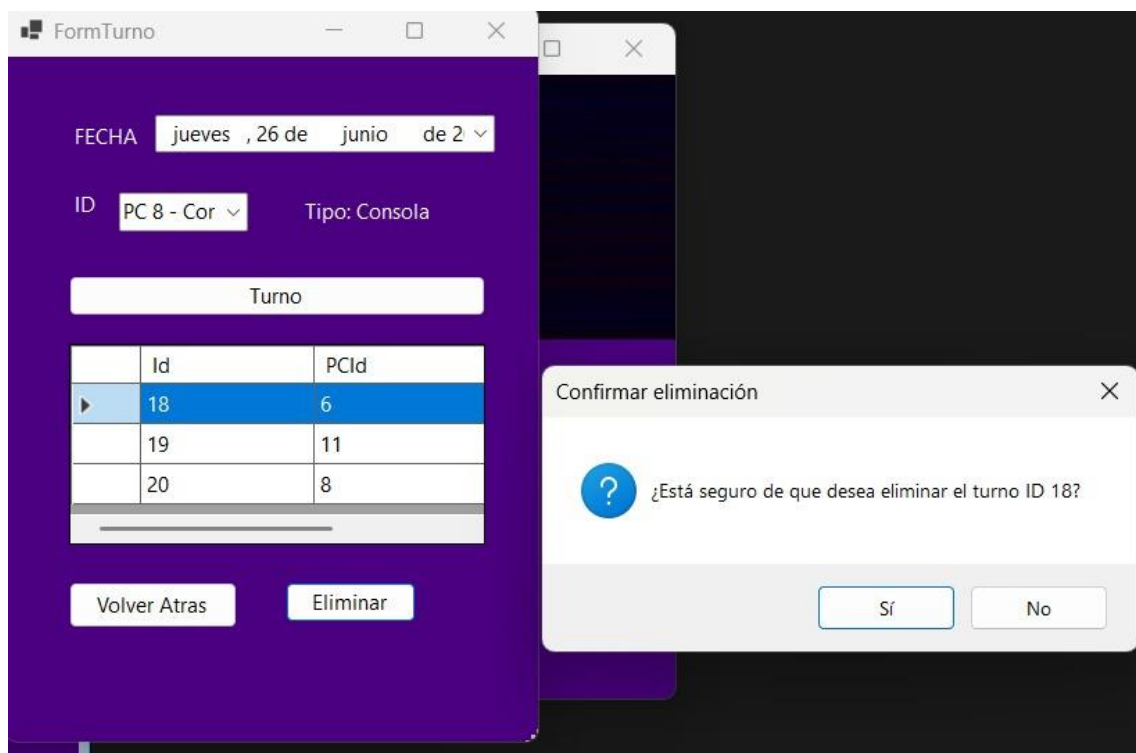 FormTurno
FECHA jueves , 26 de junio de 2
ID PC 8 - Cor Tipo: Consola
Turno
Id PCId
18 6
19 11
20 8
Volver Atras Eliminar
Confirmar eliminación
¿Está seguro de que desea eliminar el turno ID 18?
Sí No